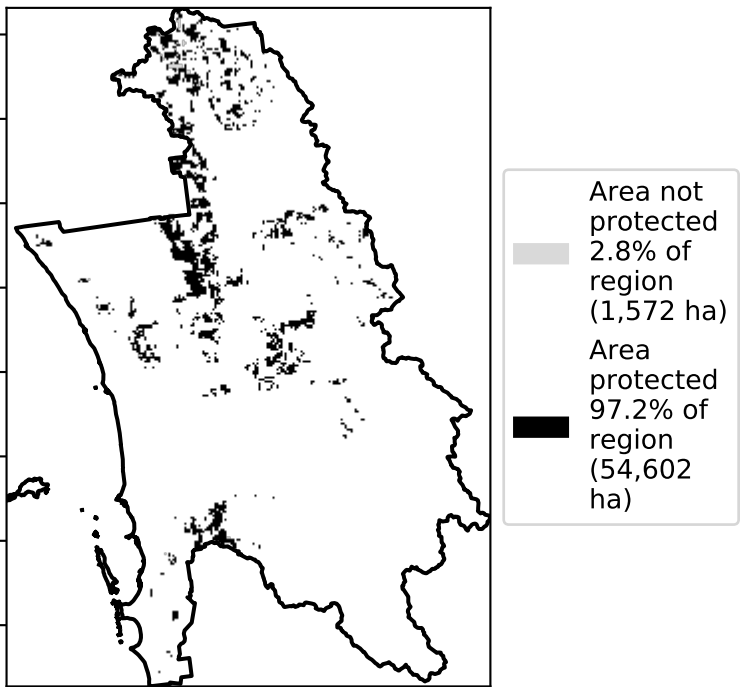 Area not
protected
2.8% of
region
(1,572 ha)
Area
protected
97.2% of
region
(54,602
ha)